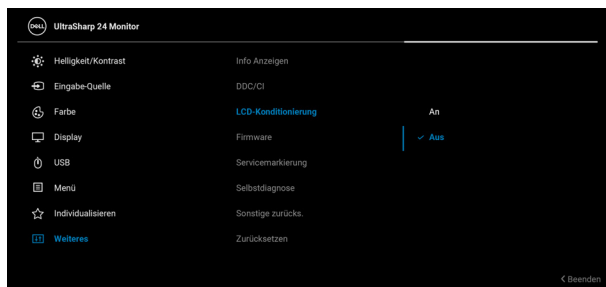 DELL UltraSharp 24 Monitor
Helligkeit/Kontrast Info Anzeigen
Eingabe-Quelle DDC/CI
Farbe LCD-Konditionierung An
Display Firmware Aus
USB Servicemarkierung
Menü Selbstdiagnose
Individualisieren Sonstige zurücks.
Weiteres Zurücksetzen
Beenden